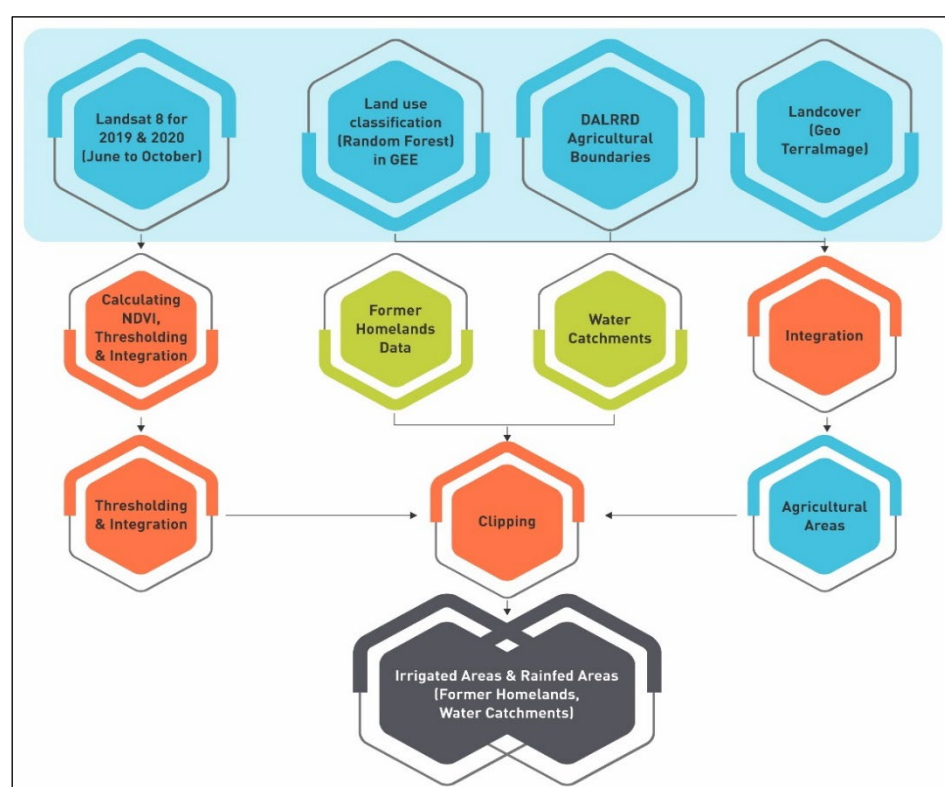 Landsat 8 for
2019 & 2020
(June to October)
Land use
classification
(Random Forest)
in GEE
DALRRD
Agricultural
Boundaries
Landcover
(Geo
TerraImage)
Calculating
NDVI,
Thresholding
& Integration
Former
Homelands
Data
Water
Catchments
Integration
Thresholding
& Integration
Clipping
Agricultural
Areas
Irrigated Areas & Rainfed Areas
(Former Homelands,
Water Catchments)